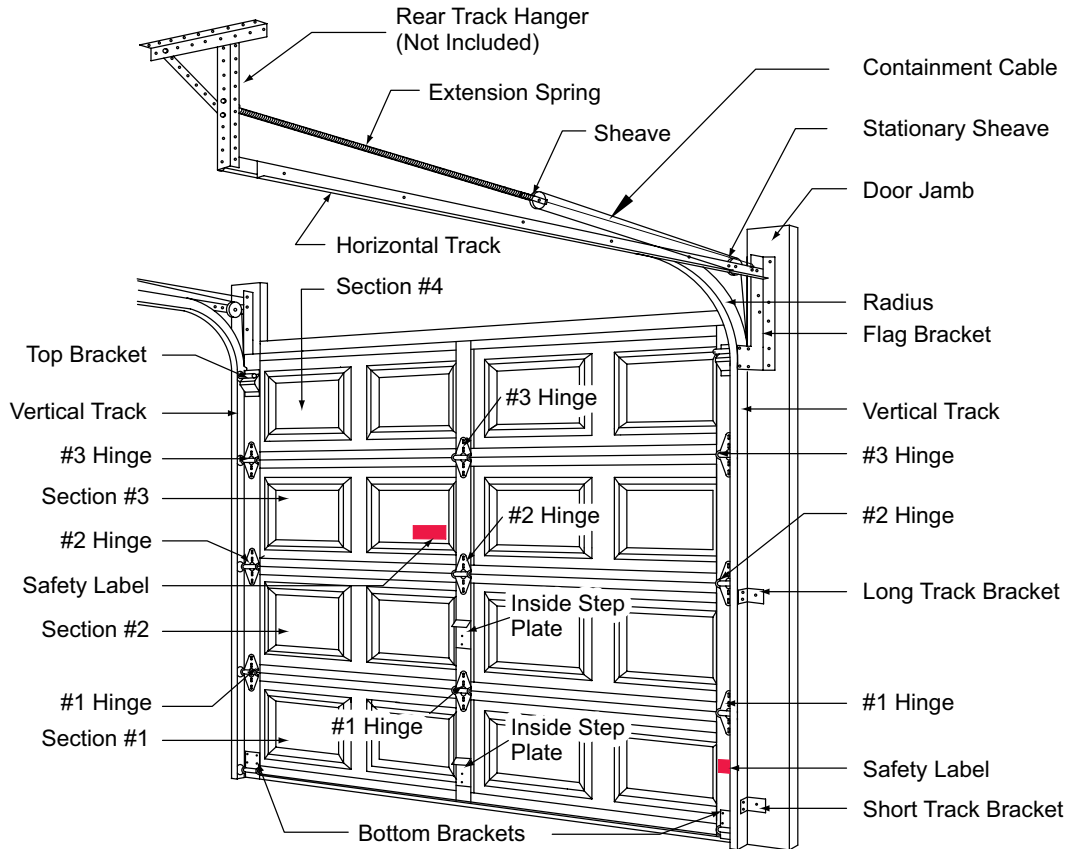 Rear Track Hanger
(Not Included)
Containment Cable
Extension Spring
Stationary Sheave
Sheave
Door Jamb
Horizontal Track
Section #4
Radius
Flag Bracket
Top Bracket
#3 Hinge
Vertical Track
Vertical Track
#3 Hinge
#3 Hinge
Section #3
#2 Hinge
#2 Hinge
#2 Hinge
Safety Label
Long Track Bracket
Inside Step
Plate
Section #2
#1 Hinge
#1 Hinge
#1 Hinge
Inside Step
Plate
Section #1
Safety Label
Short Track Bracket
Bottom Brackets